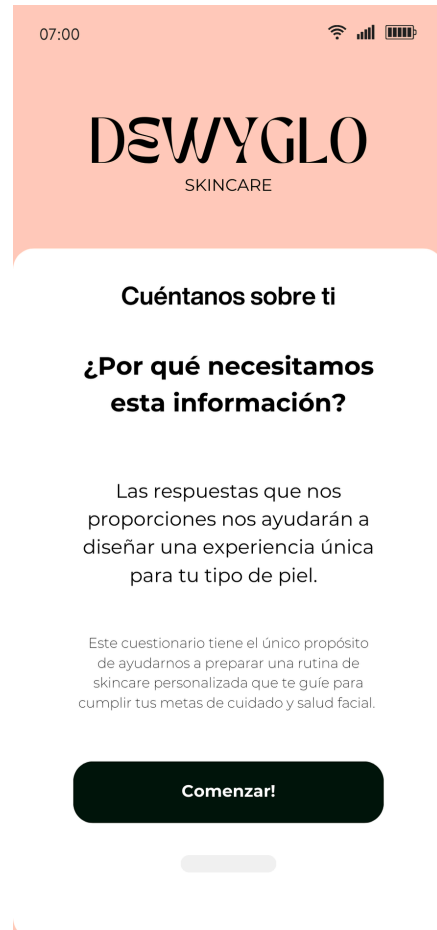 07:00
DEWYGLO
SKINCARE
Cuéntanos sobre ti
¿Por qué necesitamos
esta información?
Las respuestas que nos
proporciones nos ayudarán a
diseñar una experiencia única
para tu tipo de piel.
Este cuestionario tiene el único propósito
de ayudarnos a preparar una rutina de
skincare personalizada que te guíe para
cumplir tus metas de cuidado y salud facial.
Comenzar!